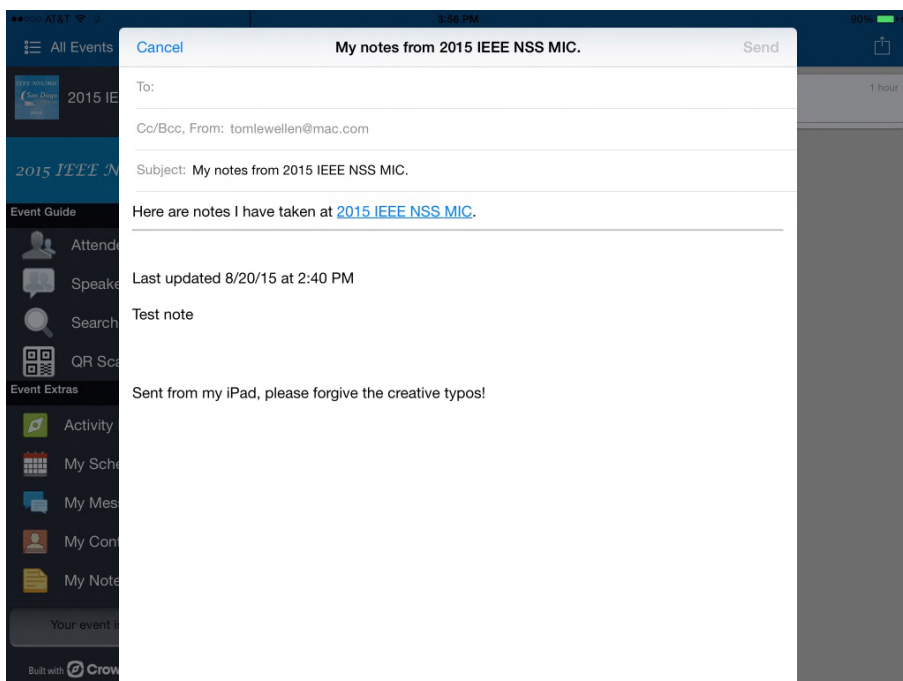 AT&T
3:56 PM
90%
All Events
Cancel
My notes from 2015 IEEE NSS MIC.
Send
2015 IE
To:
1 hour
Cc/Bcc, From: tomlewellen@mac.com
2015 IEEE N
Subject: My notes from 2015 IEEE NSS MIC.
Event Guide
Here are notes I have taken at 2015 IEEE NSS MIC.
Attende
Speake
Last updated 8/20/15 at 2:40 PM
Search
Test note
QR Sca
Event Extras
Sent from my iPad, please forgive the creative typos!
Activity
My Sche
My Mes
My Cont
My Note
Your event i
Built with Crow